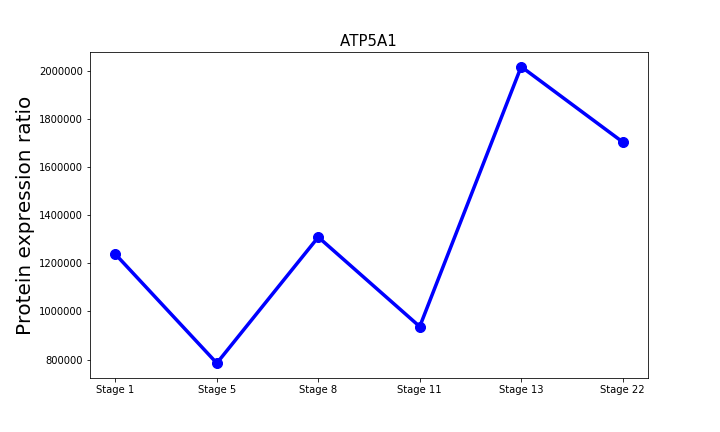 ATP5A1
Protein expression ratio
2000000
1800000
1600000
1400000
1200000
1000000
800000
Stage 1 Stage 5 Stage 8 Stage 11 Stage 13 Stage 22